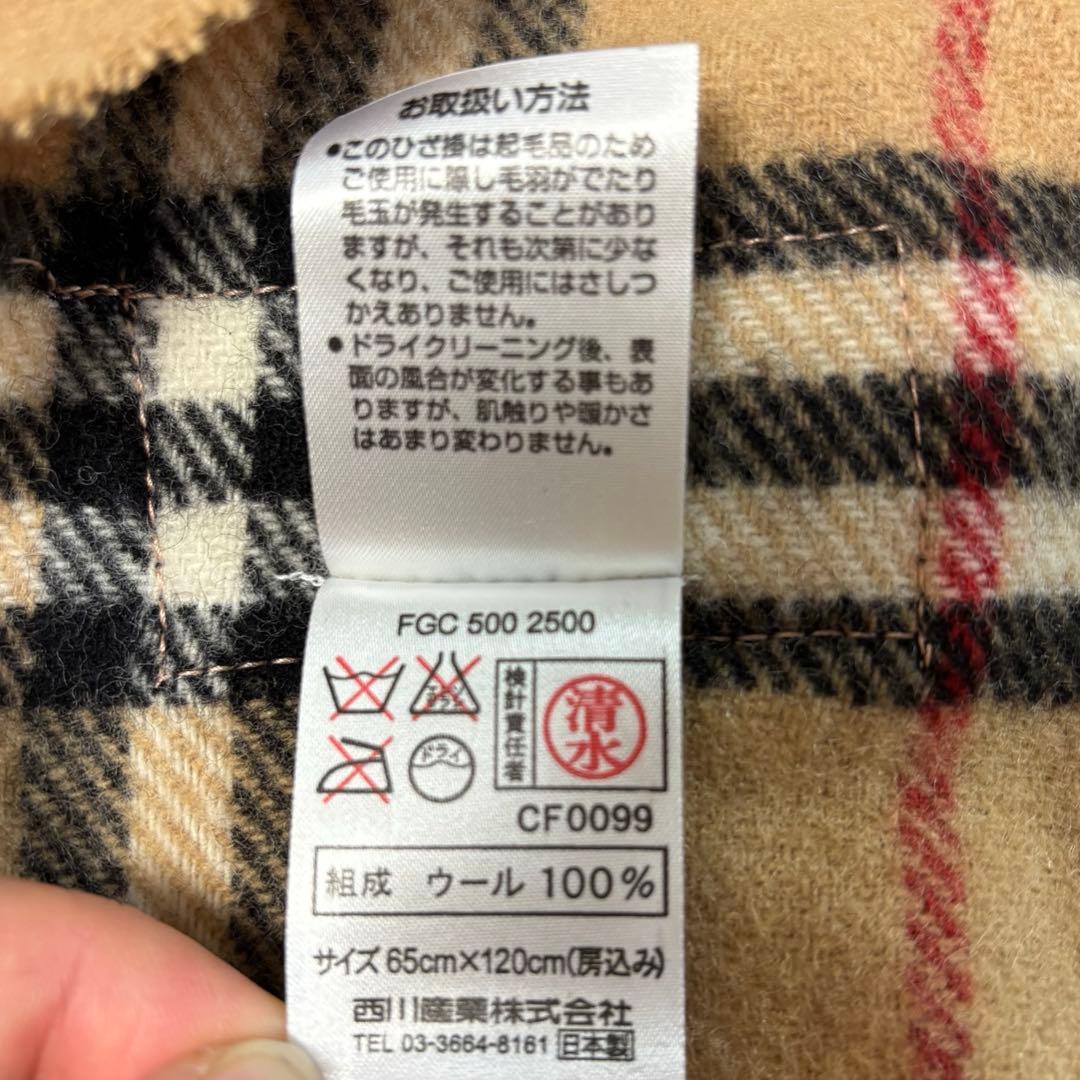 お取扱い方法
●このひざ掛は起毛品のため
ご使用に際し毛羽がでたり
毛玉が発生することがあり
ますが、それも次第に少な
くなり、ご使用にはさしつ
かえありません。
●ドライクリーニング後、表
面の風合が変化する事もあ
りますが、肌触りや暖かさ
はあまり変わりません。
FGC 500 2500
エンソ
サラシ
検計責任者
清水
ドライ
CF0099
組成 ウール 100%
サイズ 65cm×120cm(房込み)
西川産業株式会社
TEL 03-3664-8161 日本製